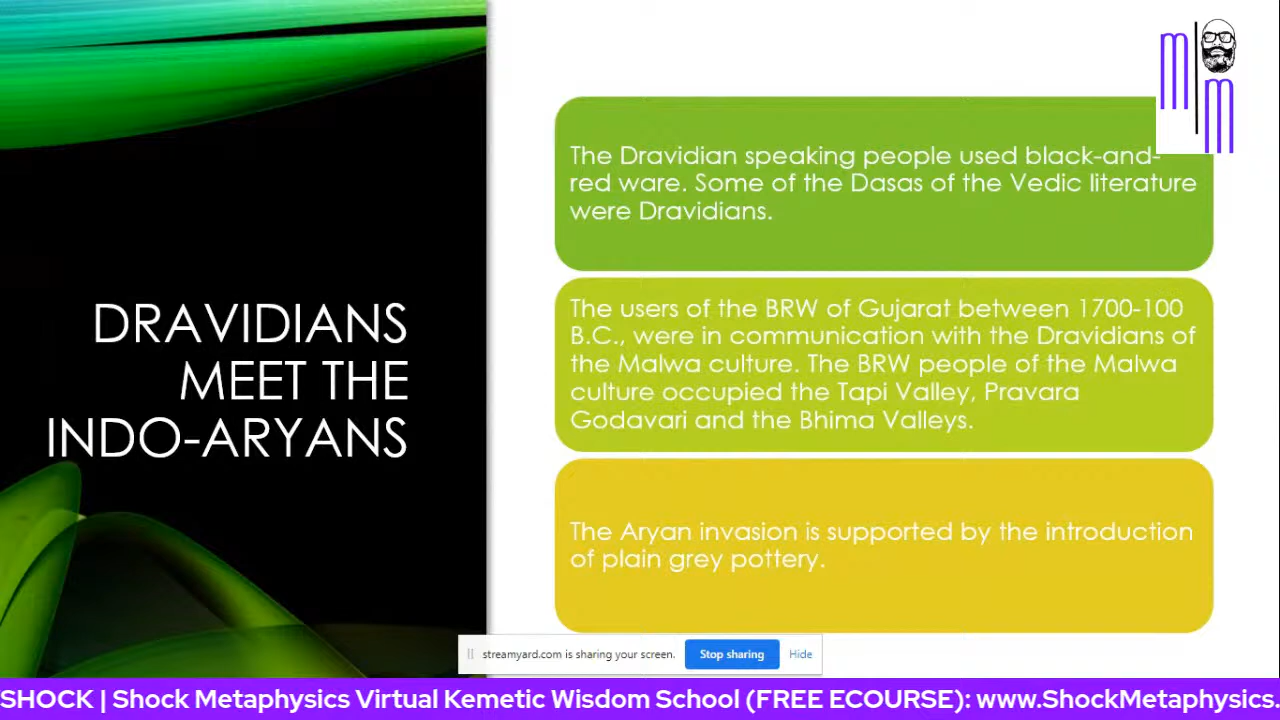 DRAVIDIANS
MEET THE
INDO-ARYANS
m
m
The Dravidian speaking people used black-and-
red ware. Some of the Dasas of the Vedic literature
were Dravidians.
The users of the BRW of Gujarat between 1700-100
B.C., were in communication with the Dravidians of
the Malwa culture. The BRW people of the Malwa
culture occupied the Tapi Valley, Pravara
Godavari and the Bhima Valleys.
The Aryan invasion is supported by the introduction
of plain grey pottery.
streamyard.com is sharing your screen. Stop sharing Hide
SHOCK | Shock Metaphysics Virtual Kemetic Wisdom School (FREE ECOURSE): www.ShockMetaphysics.